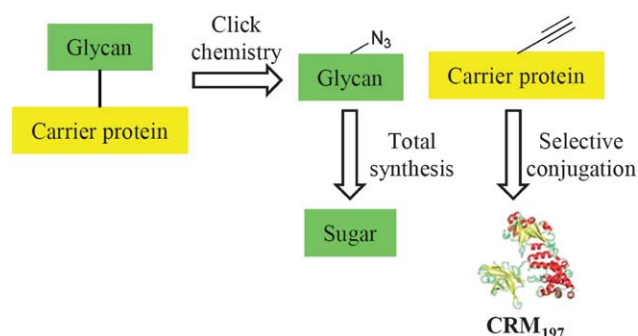 Glycan
Carrier protein
Click
chemistry
N₃
Glycan
Carrier protein
Total
synthesis
Selective
conjugation
Sugar
CRM₁₉₇